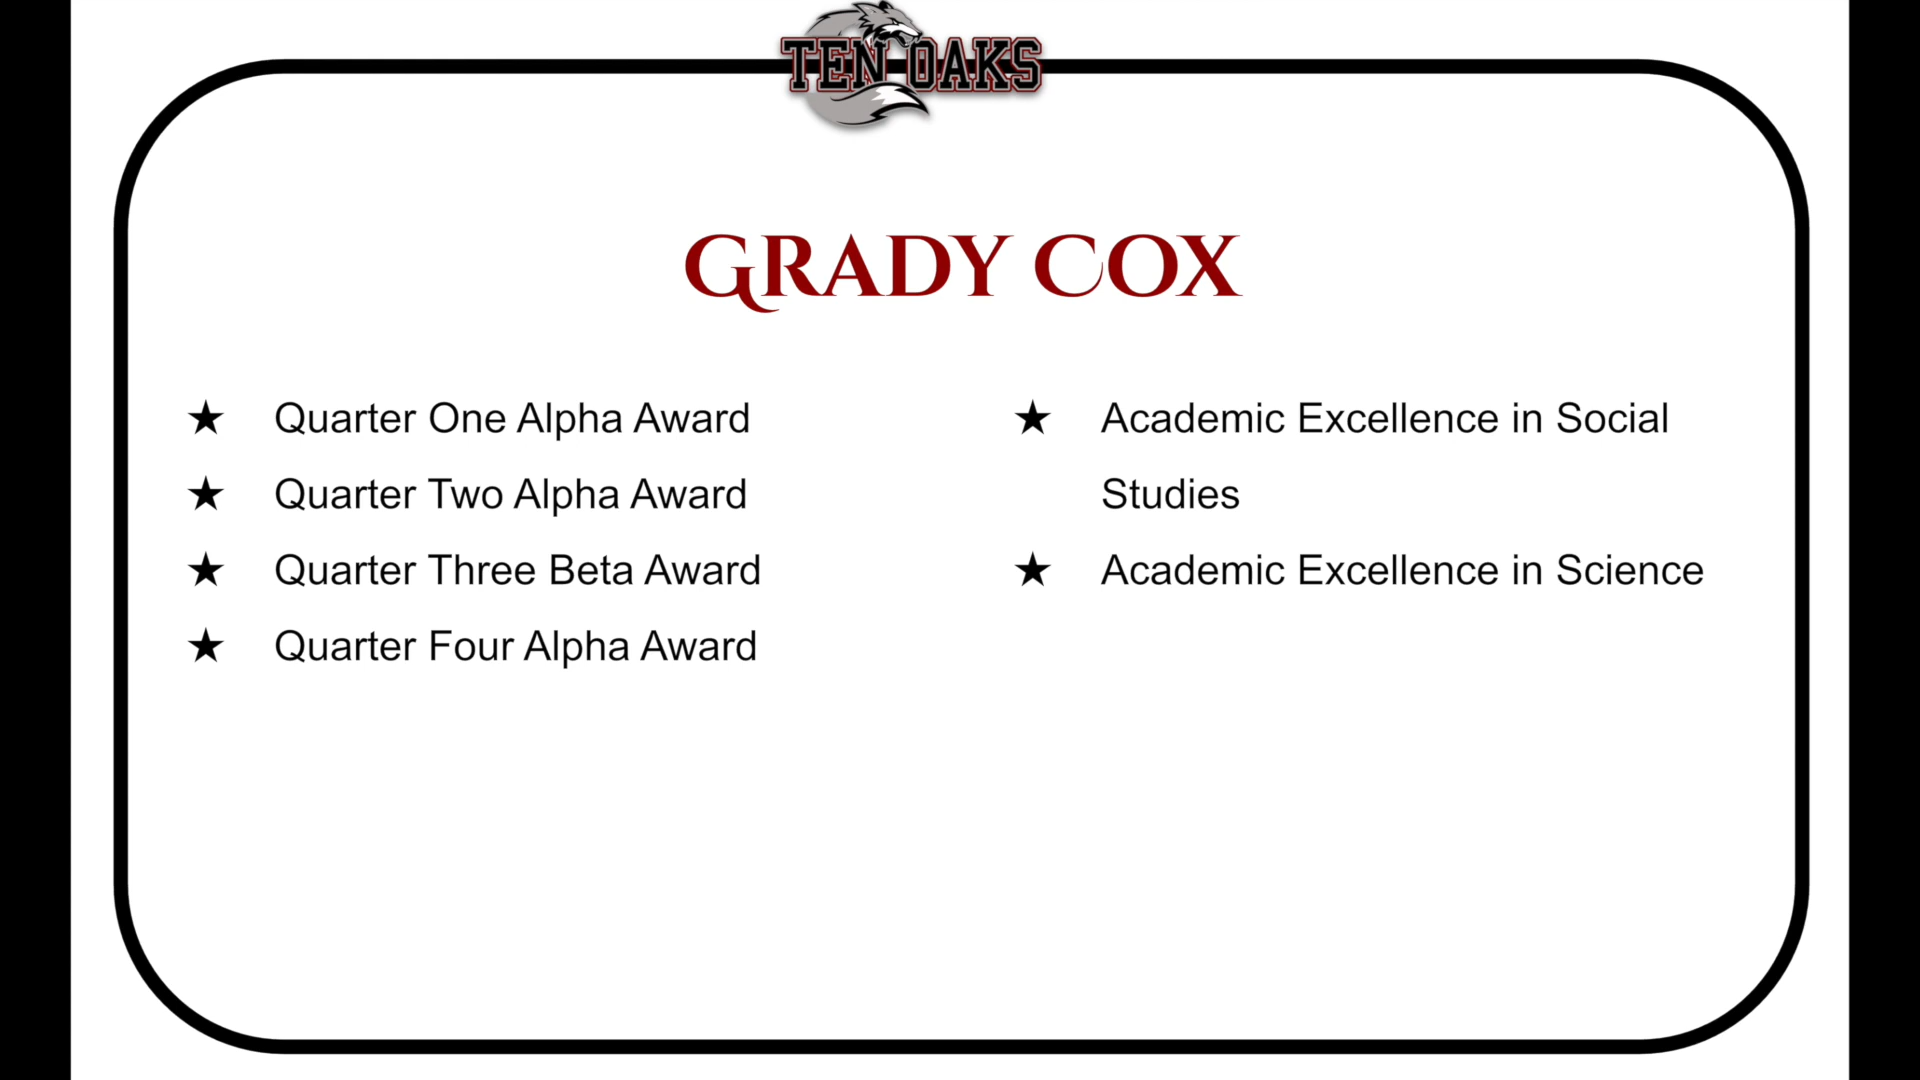 TEN OAKS
GRADY COX
★ Quarter One Alpha Award
★ Quarter Two Alpha Award
★ Quarter Three Beta Award
★ Quarter Four Alpha Award
★ Academic Excellence in Social
Studies
★ Academic Excellence in Science